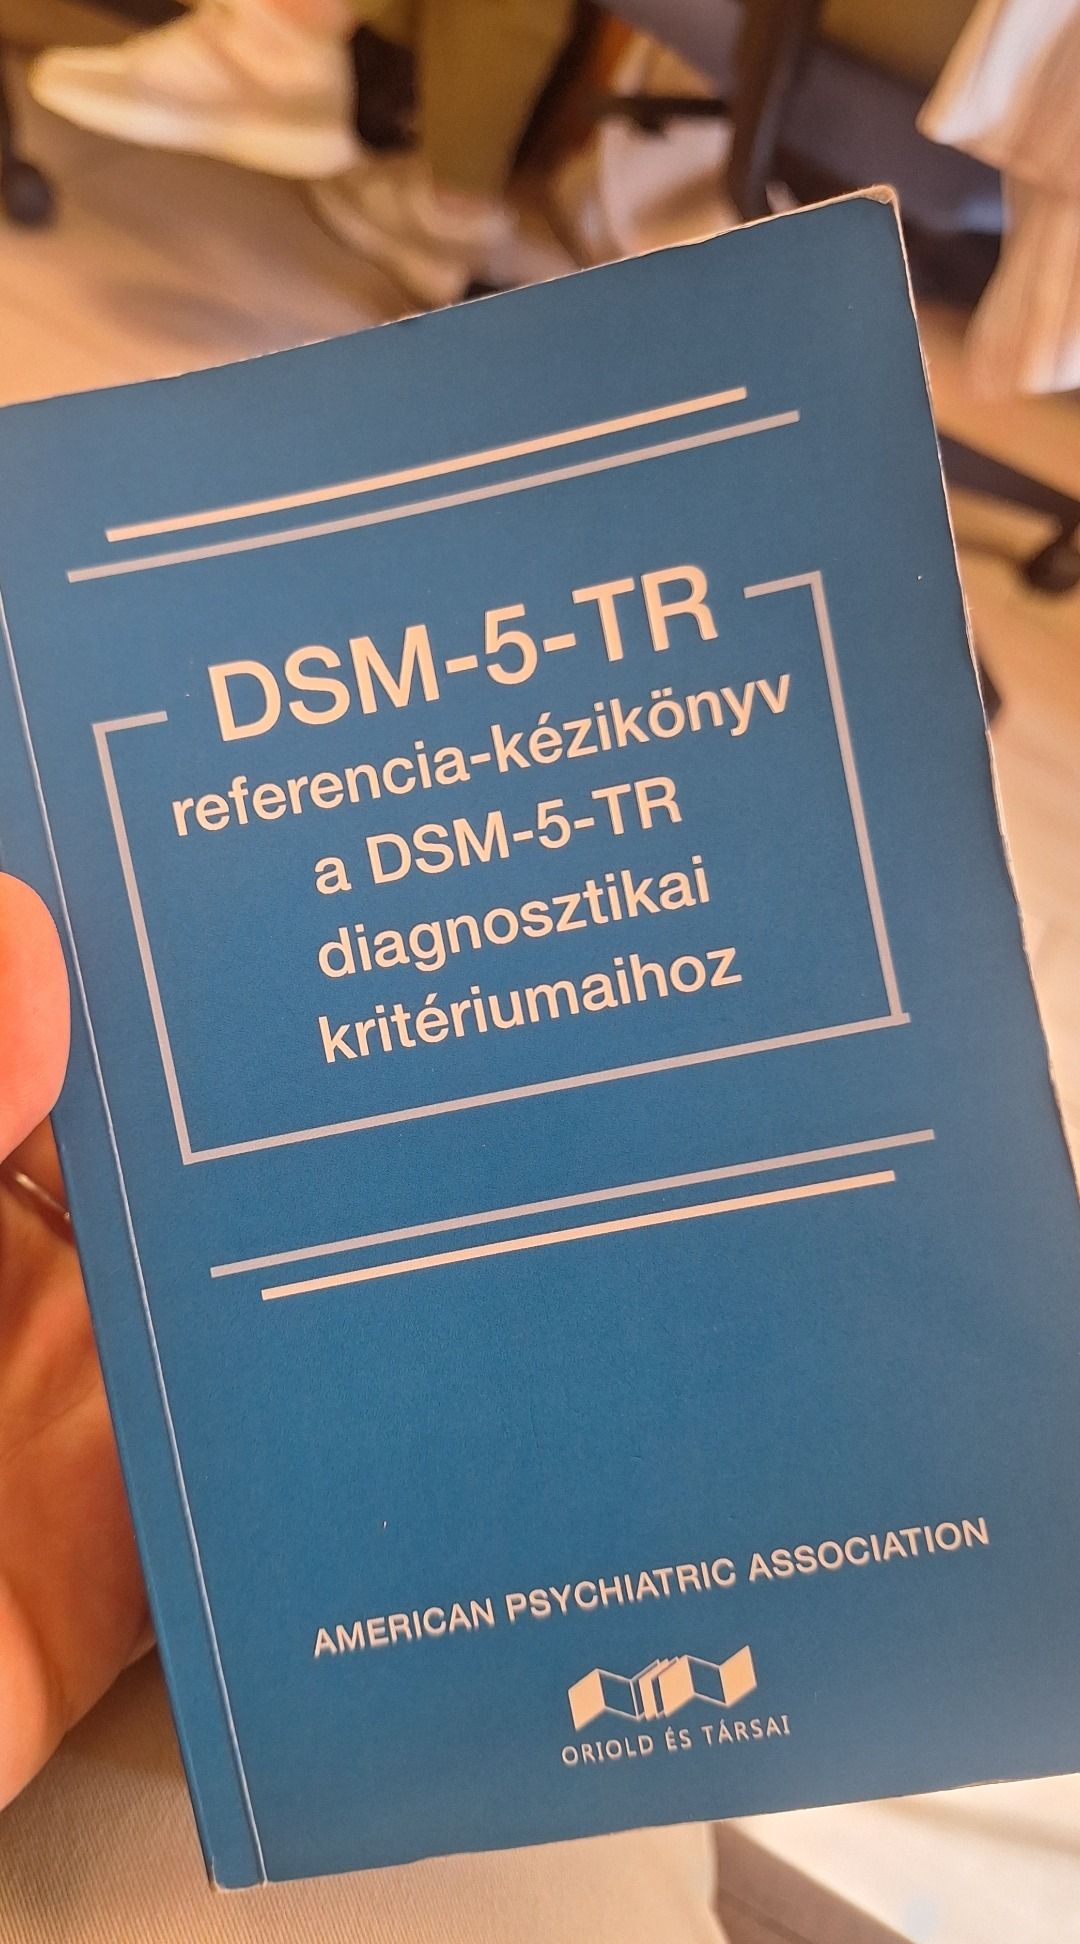 DSM-5-TR
referencia-kézikönyv
a DSM-5-TR
diagnosztikai
kritériumaihoz
AMERICAN PSYCHIATRIC ASSOCIATION
ORIOLD ÉS TÁRSAI